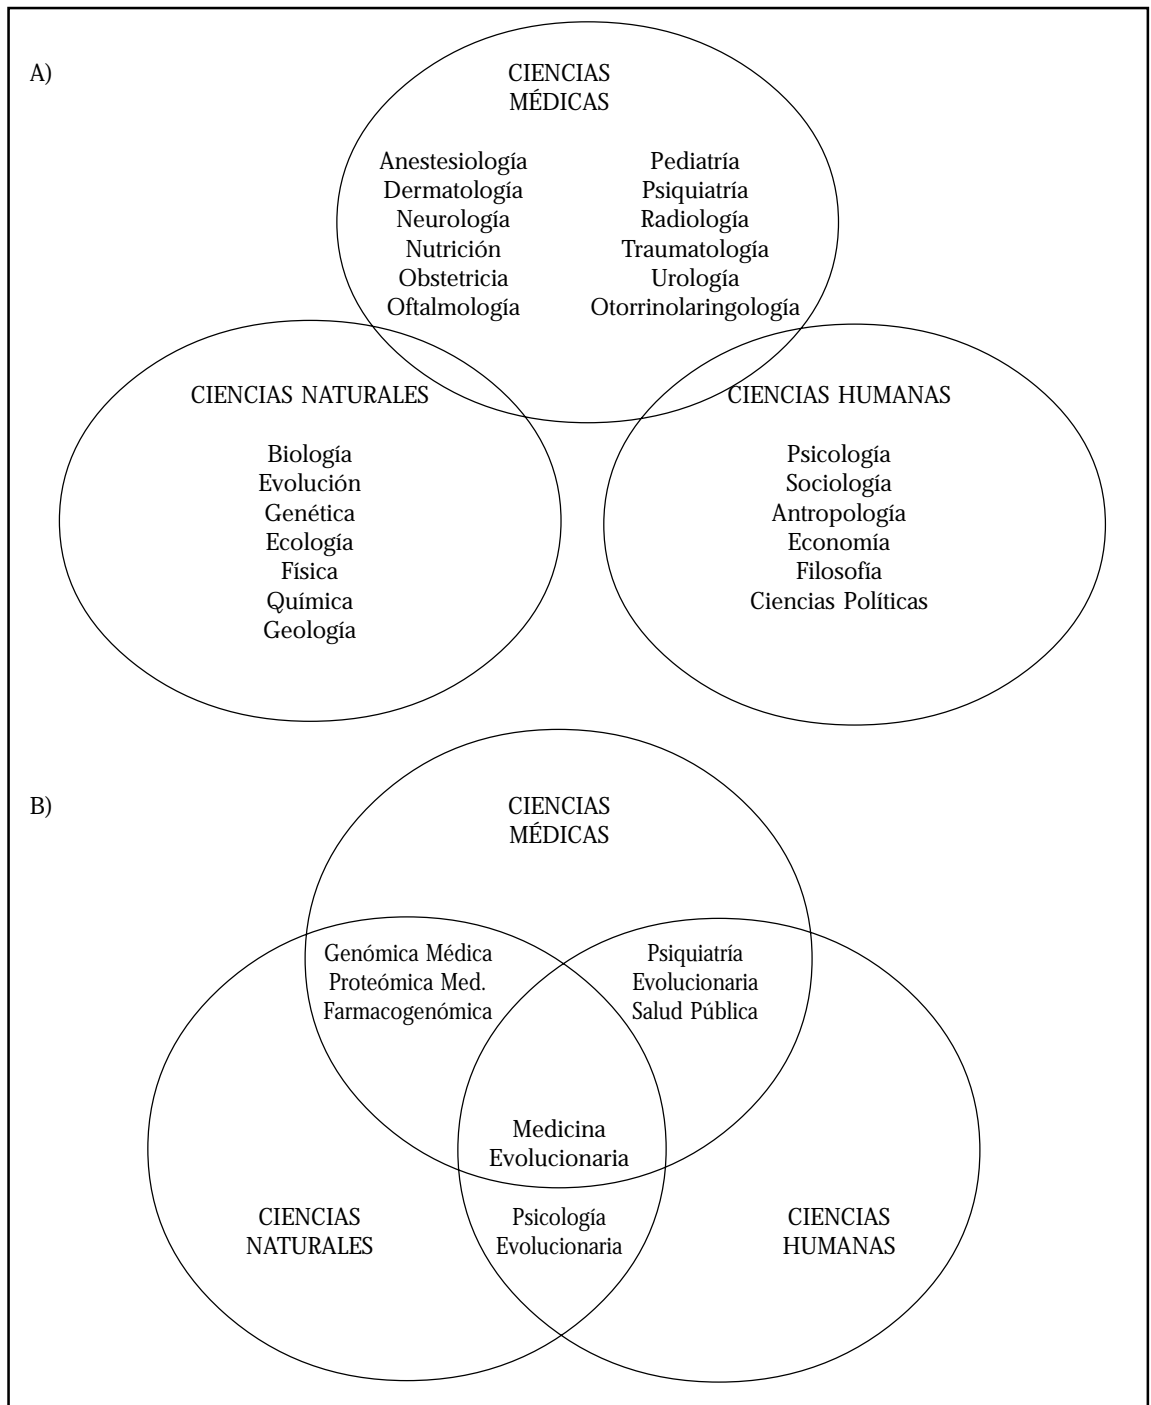 A)
CIENCIAS
MÉDICAS
Anestesiología
Dermatología
Neurología
Nutrición
Obstetricia
Oftalmología
Pediatría
Psiquiatría
Radiología
Traumatología
Urología
Otorrinolaringología
CIENCIAS NATURALES
Biología
Evolución
Genética
Ecología
Física
Química
Geología
CIENCIAS HUMANAS
Psicología
Sociología
Antropología
Economía
Filosofía
Ciencias Políticas
B)
CIENCIAS
MÉDICAS
Genómica Médica
Proteómica Med.
Farmacogenómica
Psiquiatría
Evolucionaria
Salud Pública
Medicina
Evolucionaria
CIENCIAS
NATURALES
Psicología
Evolucionaria
CIENCIAS
HUMANAS